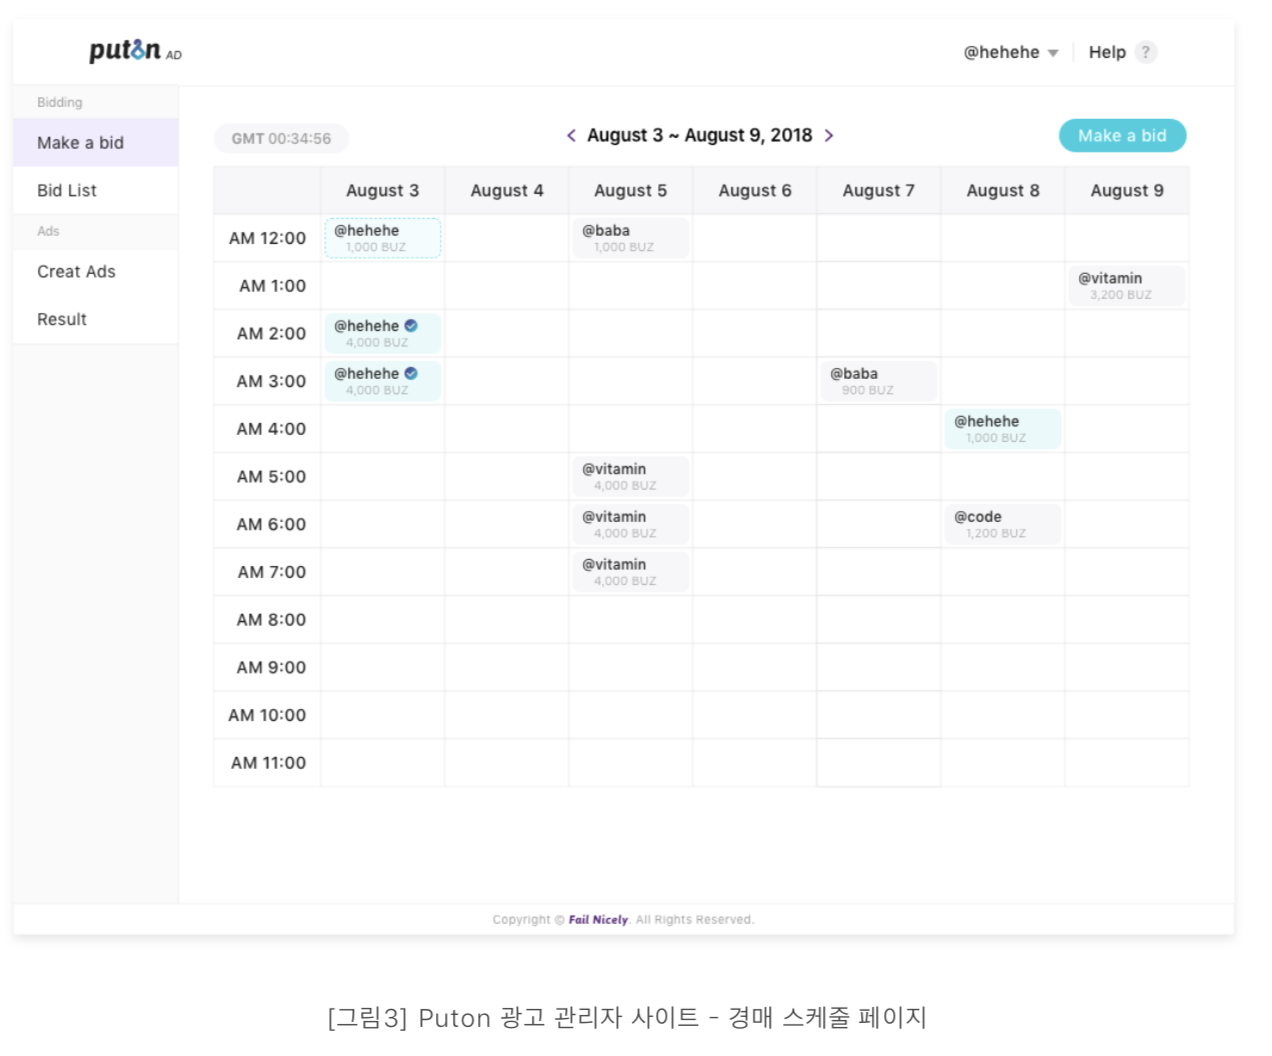 puton AD
@hehehe
Help ?
Bidding
Make a bid
Bid List
Ads
Creat Ads
Result
GMT 00:34:56
< August 3 ~ August 9, 2018 >
Make a bid
August 3 August 4 August 5 August 6 August 7 August 8 August 9
AM 12:00
@hehehe
1,000 BUZ
@baba
1,000 BUZ
AM 1:00
@vitamin
3,200 BUZ
AM 2:00
@hehehe
4,000 BUZ
AM 3:00
@hehehe
4,000 BUZ
@baba
900 BUZ
AM 4:00
@hehehe
1,000 BUZ
AM 5:00
@vitamin
4,000 BUZ
AM 6:00
@vitamin
4,000 BUZ
@code
1,200 BUZ
AM 7:00
@vitamin
4,000 BUZ
AM 8:00
AM 9:00
AM 10:00
AM 11:00
Copyright © Fail Nicely. All Rights Reserved.
[그림3] Puton 광고 관리자 사이트 - 경매 스케줄 페이지